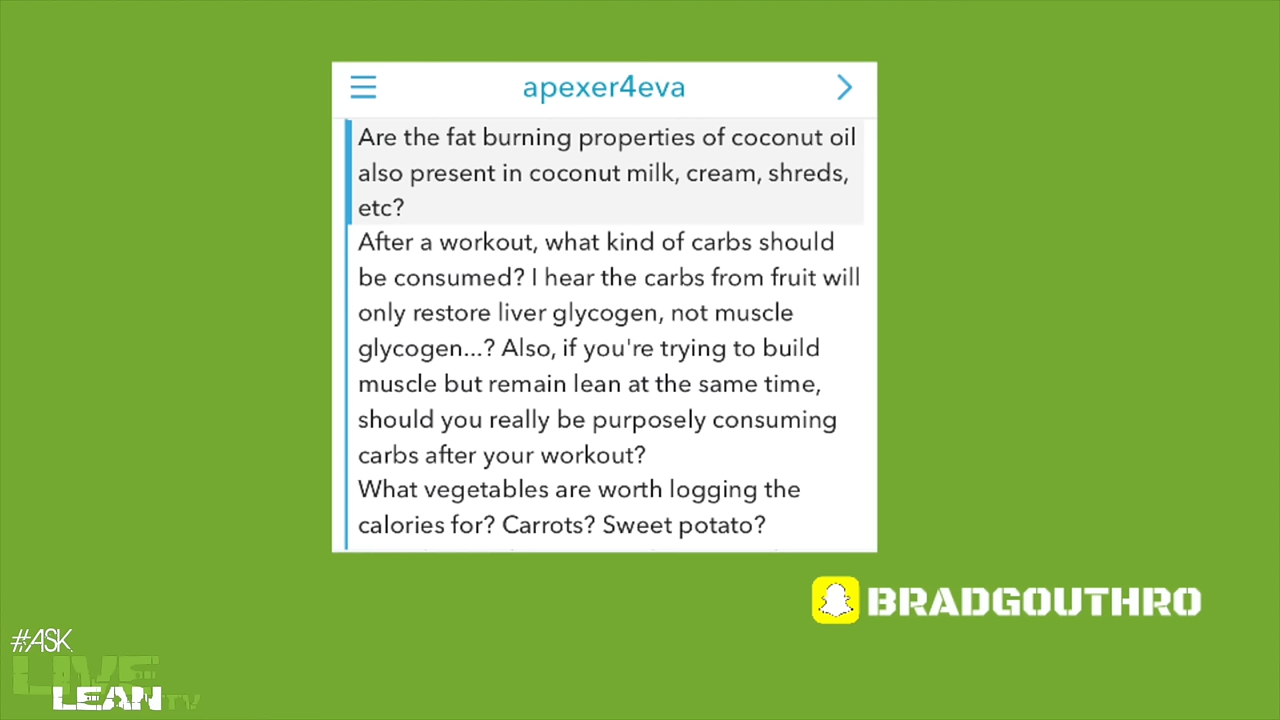 apexer4eva
Are the fat burning properties of coconut oil
also present in coconut milk, cream, shreds,
etc?
After a workout, what kind of carbs should
be consumed? I hear the carbs from fruit will
only restore liver glycogen, not muscle
glycogen...? Also, if you're trying to build
muscle but remain lean at the same time,
should you really be purposely consuming
carbs after your workout?
What vegetables are worth logging the
calories for? Carrots? Sweet potato?
BRADGOUTHRO
#ASK
LIVE
LEAN TV